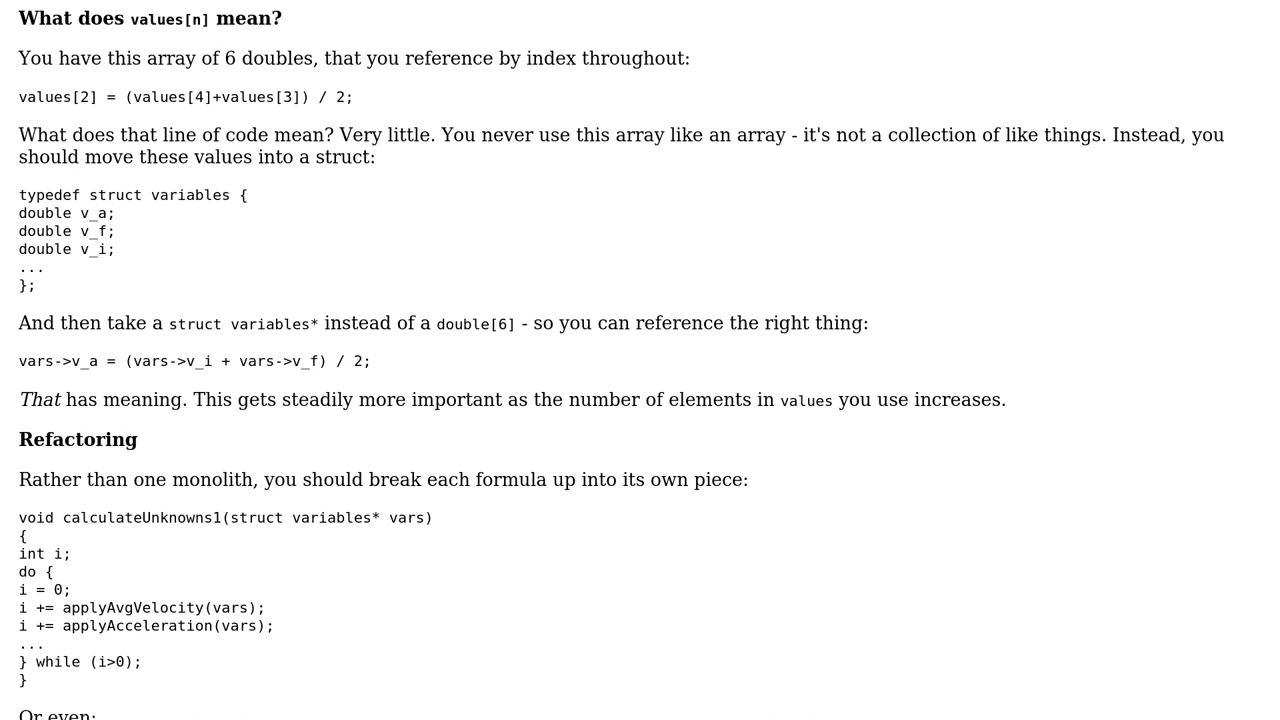 What does values[n] mean?
You have this array of 6 doubles, that you reference by index throughout:
values[2] = (values[4]+values[3]) / 2;
What does that line of code mean? Very little. You never use this array like an array - it's not a collection of like things. Instead, you
should move these values into a struct:
typedef struct variables {
double v_a;
double v_f;
double v_i;
...
};
And then take a struct variables* instead of a double[6] - so you can reference the right thing:
vars->v_a = (vars->v_i + vars->v_f) / 2;
That has meaning. This gets steadily more important as the number of elements in values you use increases.
Refactoring
Rather than one monolith, you should break each formula up into its own piece:
void calculateUnknowns1(struct variables* vars)
{
int i;
do {
i = 0;
i += applyAvgVelocity(vars);
i += applyAcceleration(vars);
...
} while (i>0);
}
Or even: